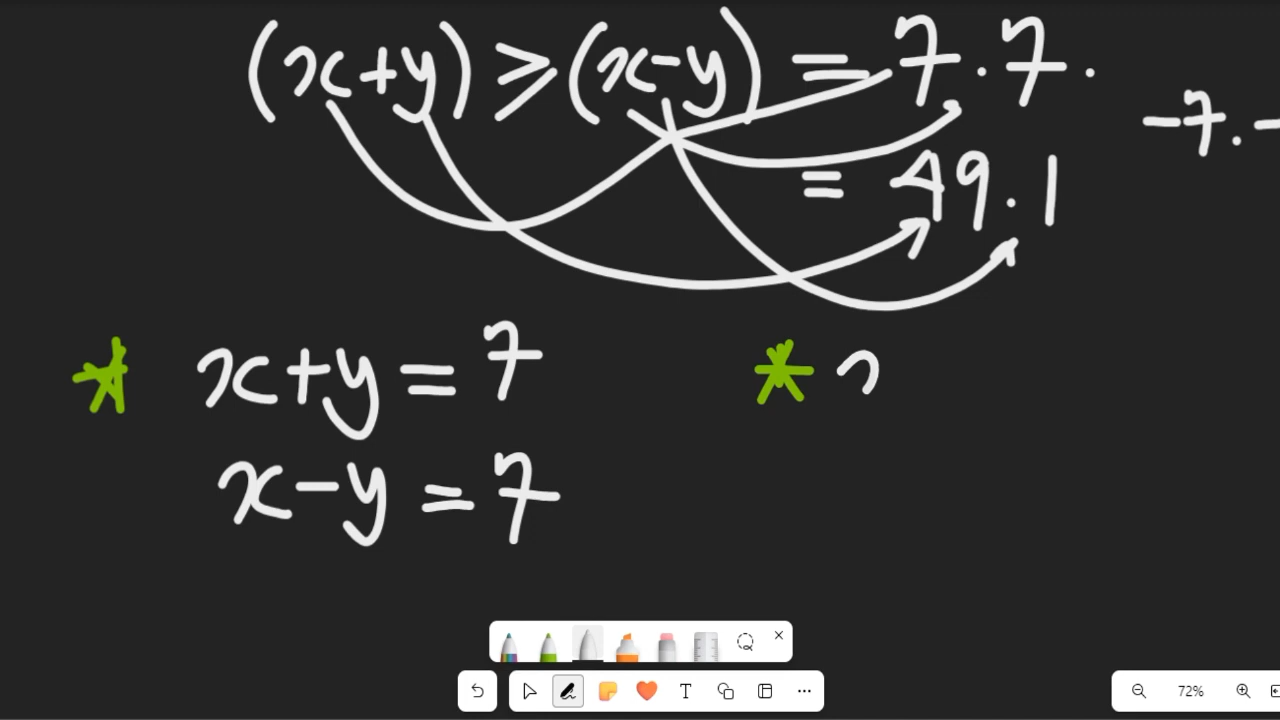 (x+y) ≥ (x-y) = 7.7.
-7.-
= 49.1
* x+y=7
* x
x-y=7
T
72%